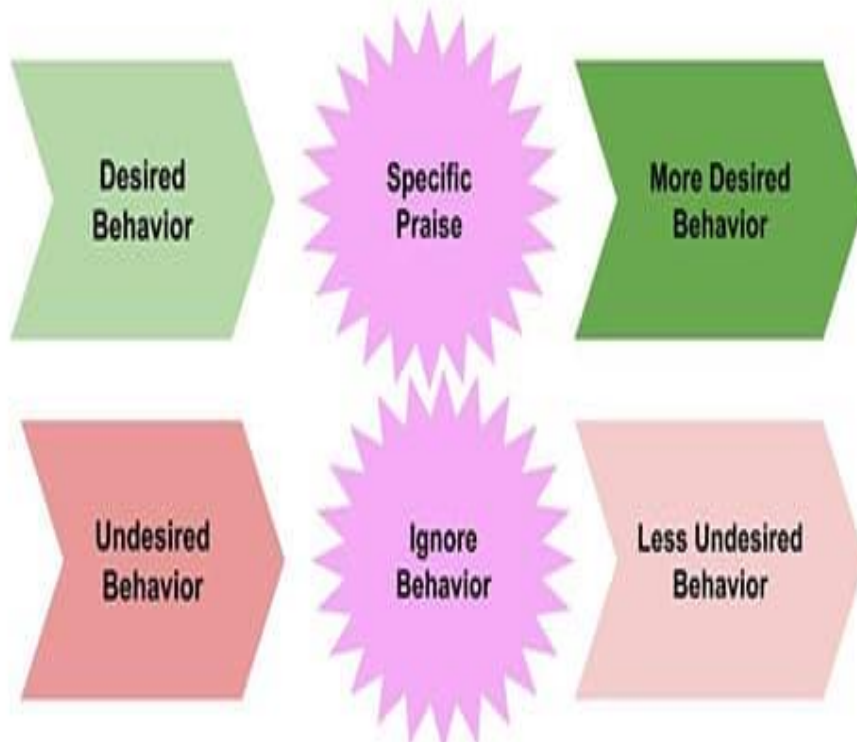 Desired
Behavior
Specific
Praise
More Desired
Behavior
Undesired
Behavior
Ignore
Behavior
Less Undesired
Behavior